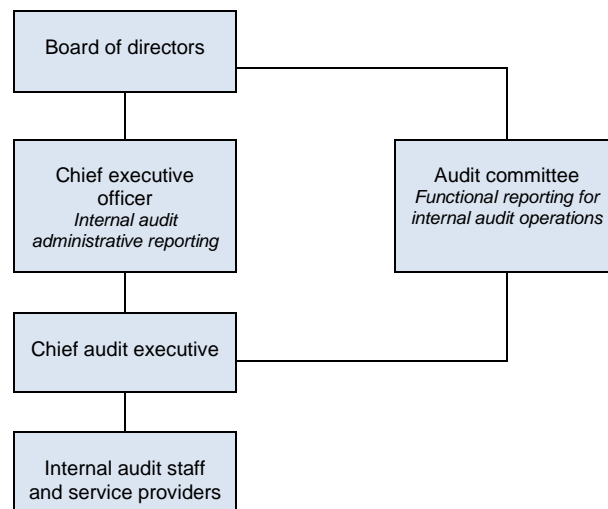 Board of directors
Chief executive
officer
Internal audit
administrative reporting
Audit committee
Functional reporting for
internal audit operations
Chief audit executive
Internal audit staff
and service providers